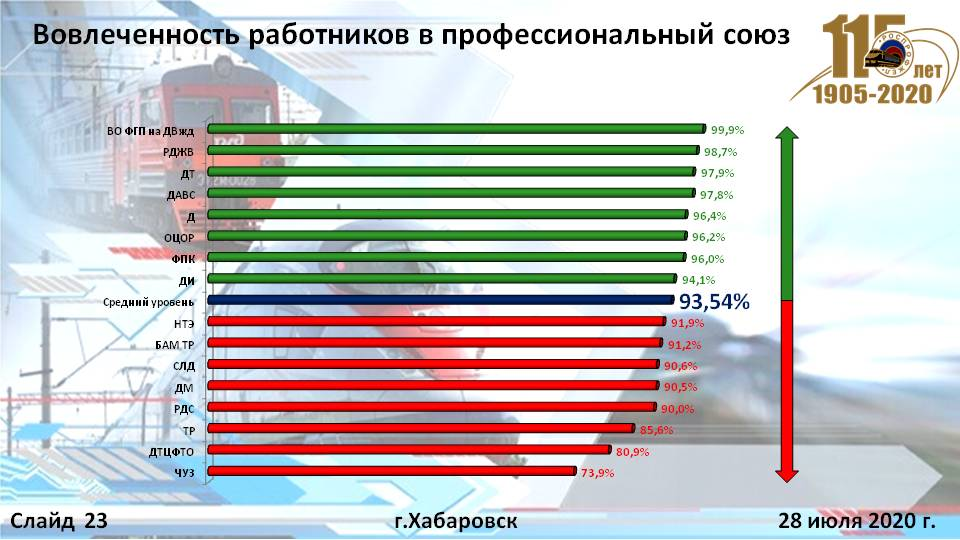 Вовлеченность работников в профессиональный союз
115
РОСПРОФЖЕЛ
лет
1905-2020
ВО ФГП на ДВжд 99,9%
РДЖВ 98,7%
ДТ 97,9%
ДАВС 97,8%
Д 96,4%
ОЦОР 96,2%
ФПК 96,0%
ДИ 94,1%
Средний уровень 93,54%
НТЭ 91,9%
БАМ ТР 91,2%
СЛД 90,6%
ДМ 90,5%
РДС 90,0%
ТР 85,6%
ДТЦФТО 80,9%
ЧУЗ 73,9%
Слайд 23 г.Хабаровск 28 июля 2020 г.